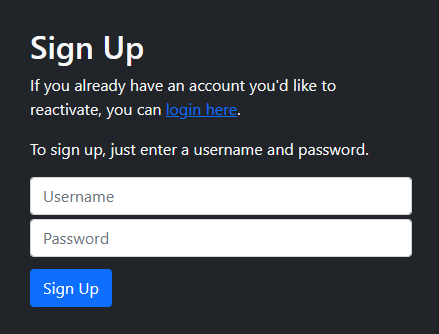 Sign Up
If you already have an account you'd like to
reactivate, you can login here.
To sign up, just enter a username and password.
Username
Password
Sign Up